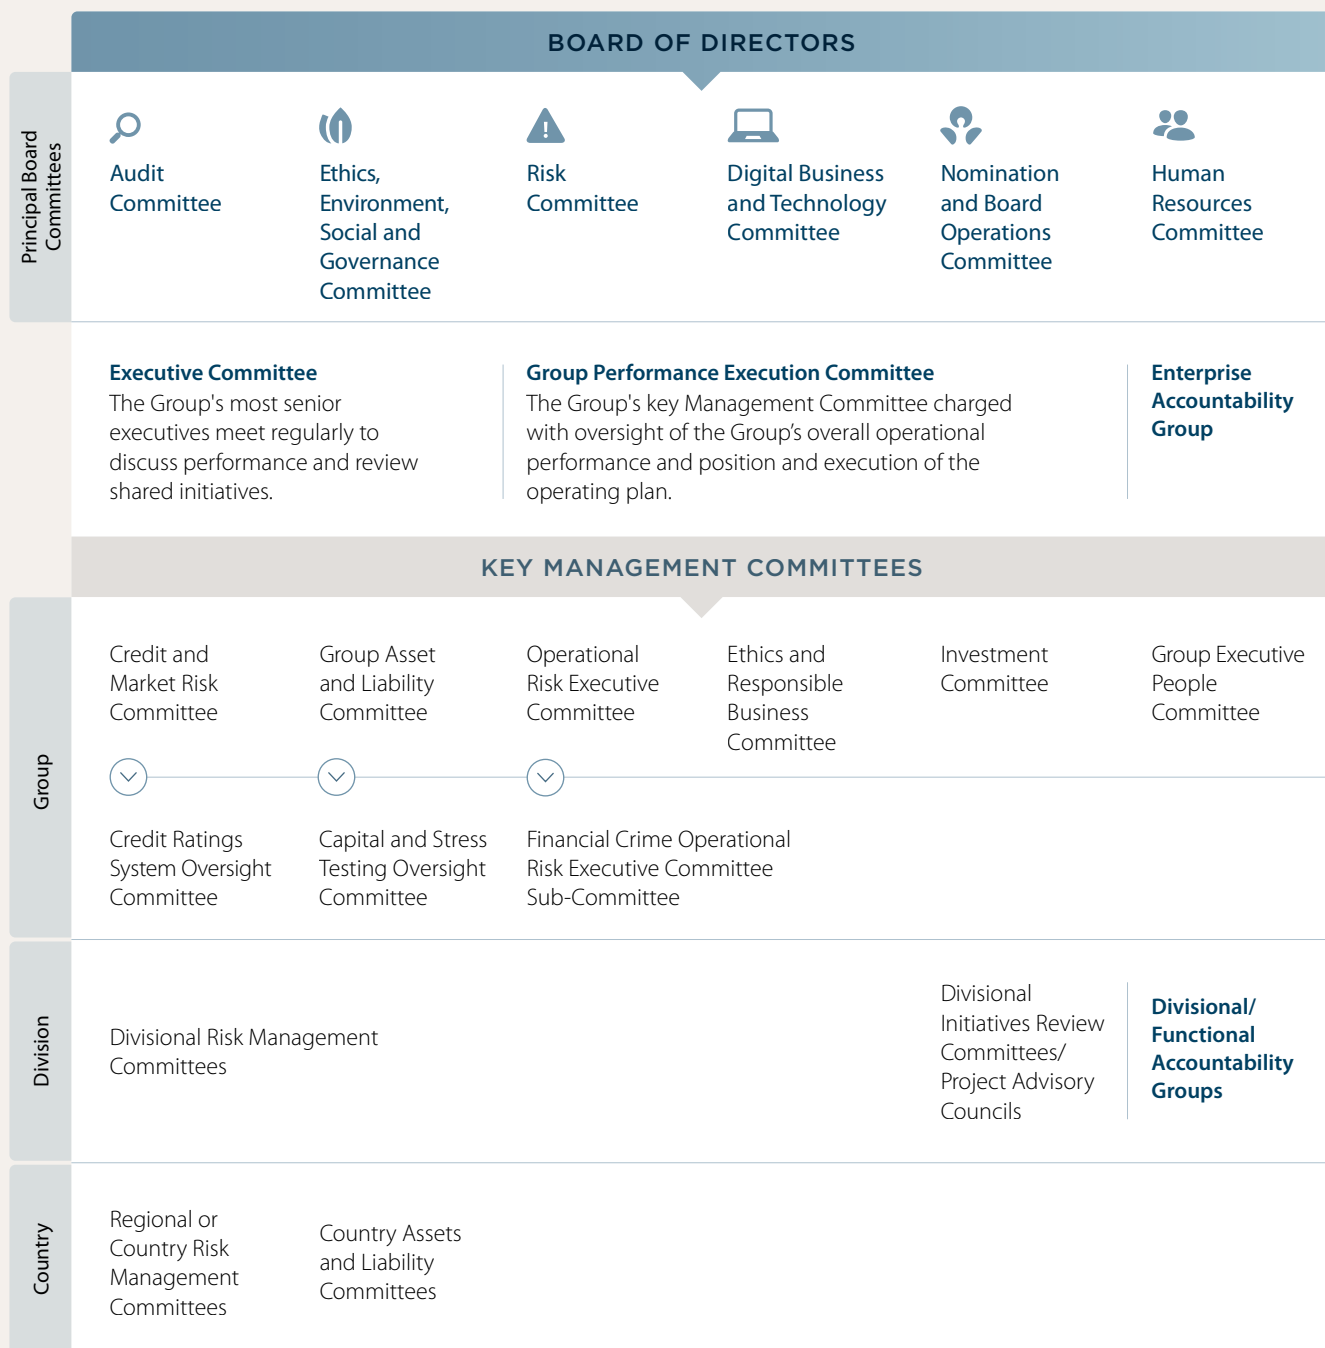 BOARD OF DIRECTORS
Principal Board
Committees
Audit
Committee
Ethics,
Environment,
Social and
Governance
Committee
Risk
Committee
Digital Business
and Technology
Committee
Nomination
and Board
Operations
Committee
Human
Resources
Committee
Executive Committee
The Group's most senior
executives meet regularly to
discuss performance and review
shared initiatives.
Group Performance Execution Committee
The Group's key Management Committee charged
with oversight of the Group’s overall operational
performance and position and execution of the
operating plan.
Enterprise
Accountability
Group
KEY MANAGEMENT COMMITTEES
Group
Credit and
Market Risk
Committee
Group Asset
and Liability
Committee
Operational
Risk Executive
Committee
Ethics and
Responsible
Business
Committee
Investment
Committee
Group Executive
People
Committee
Credit Ratings
System Oversight
Committee
Capital and Stress
Testing Oversight
Committee
Financial Crime Operational
Risk Executive Committee
Sub-Committee
Division
Divisional Risk Management
Committees
Divisional
Initiatives Review
Committees/
Project Advisory
Councils
Divisional/
Functional
Accountability
Groups
Country
Regional or
Country Risk
Management
Committees
Country Assets
and Liability
Committees